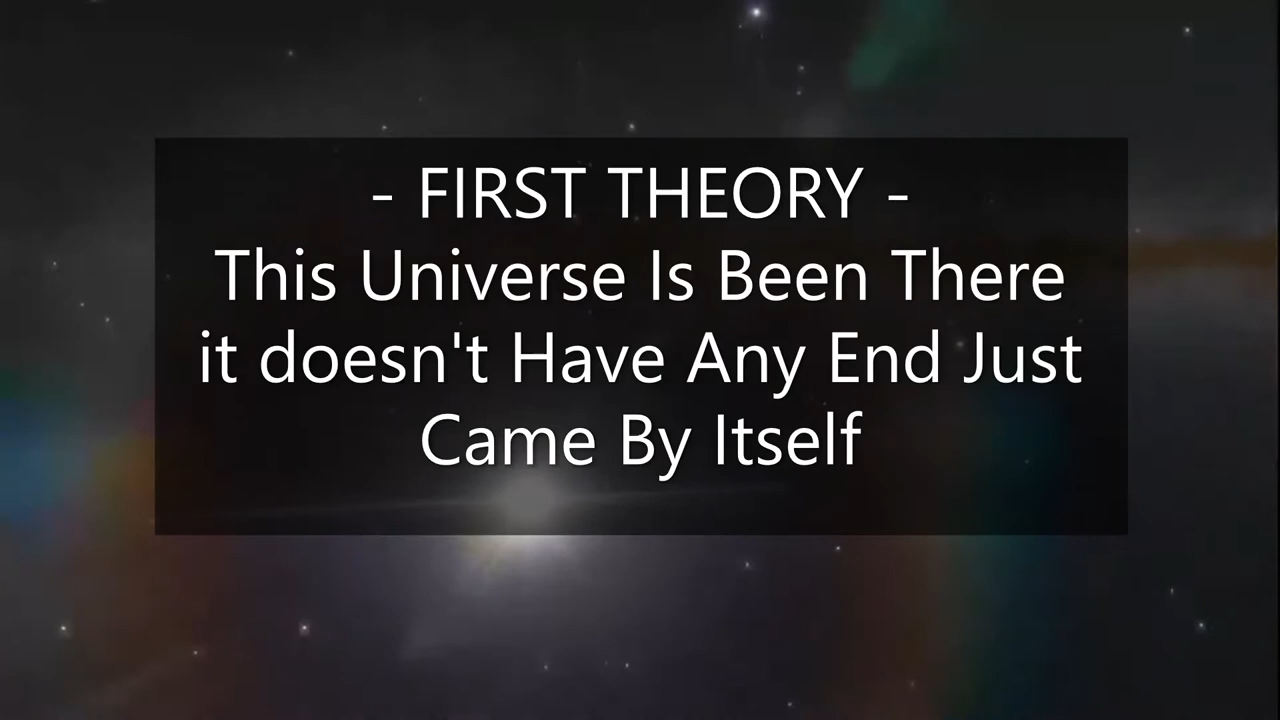 - FIRST THEORY -
This Universe Is Been There
it doesn't Have Any End Just
Came By Itself